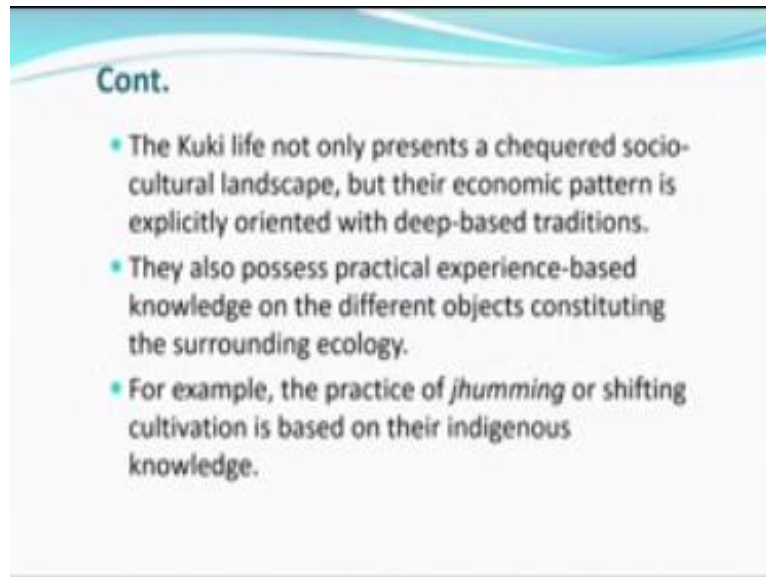 Cont.
• The Kuki life not only presents a chequered socio-
cultural landscape, but their economic pattern is
explicitly oriented with deep-based traditions.
• They also possess practical experience-based
knowledge on the different objects constituting
the surrounding ecology.
• For example, the practice of jhumming or shifting
cultivation is based on their indigenous
knowledge.